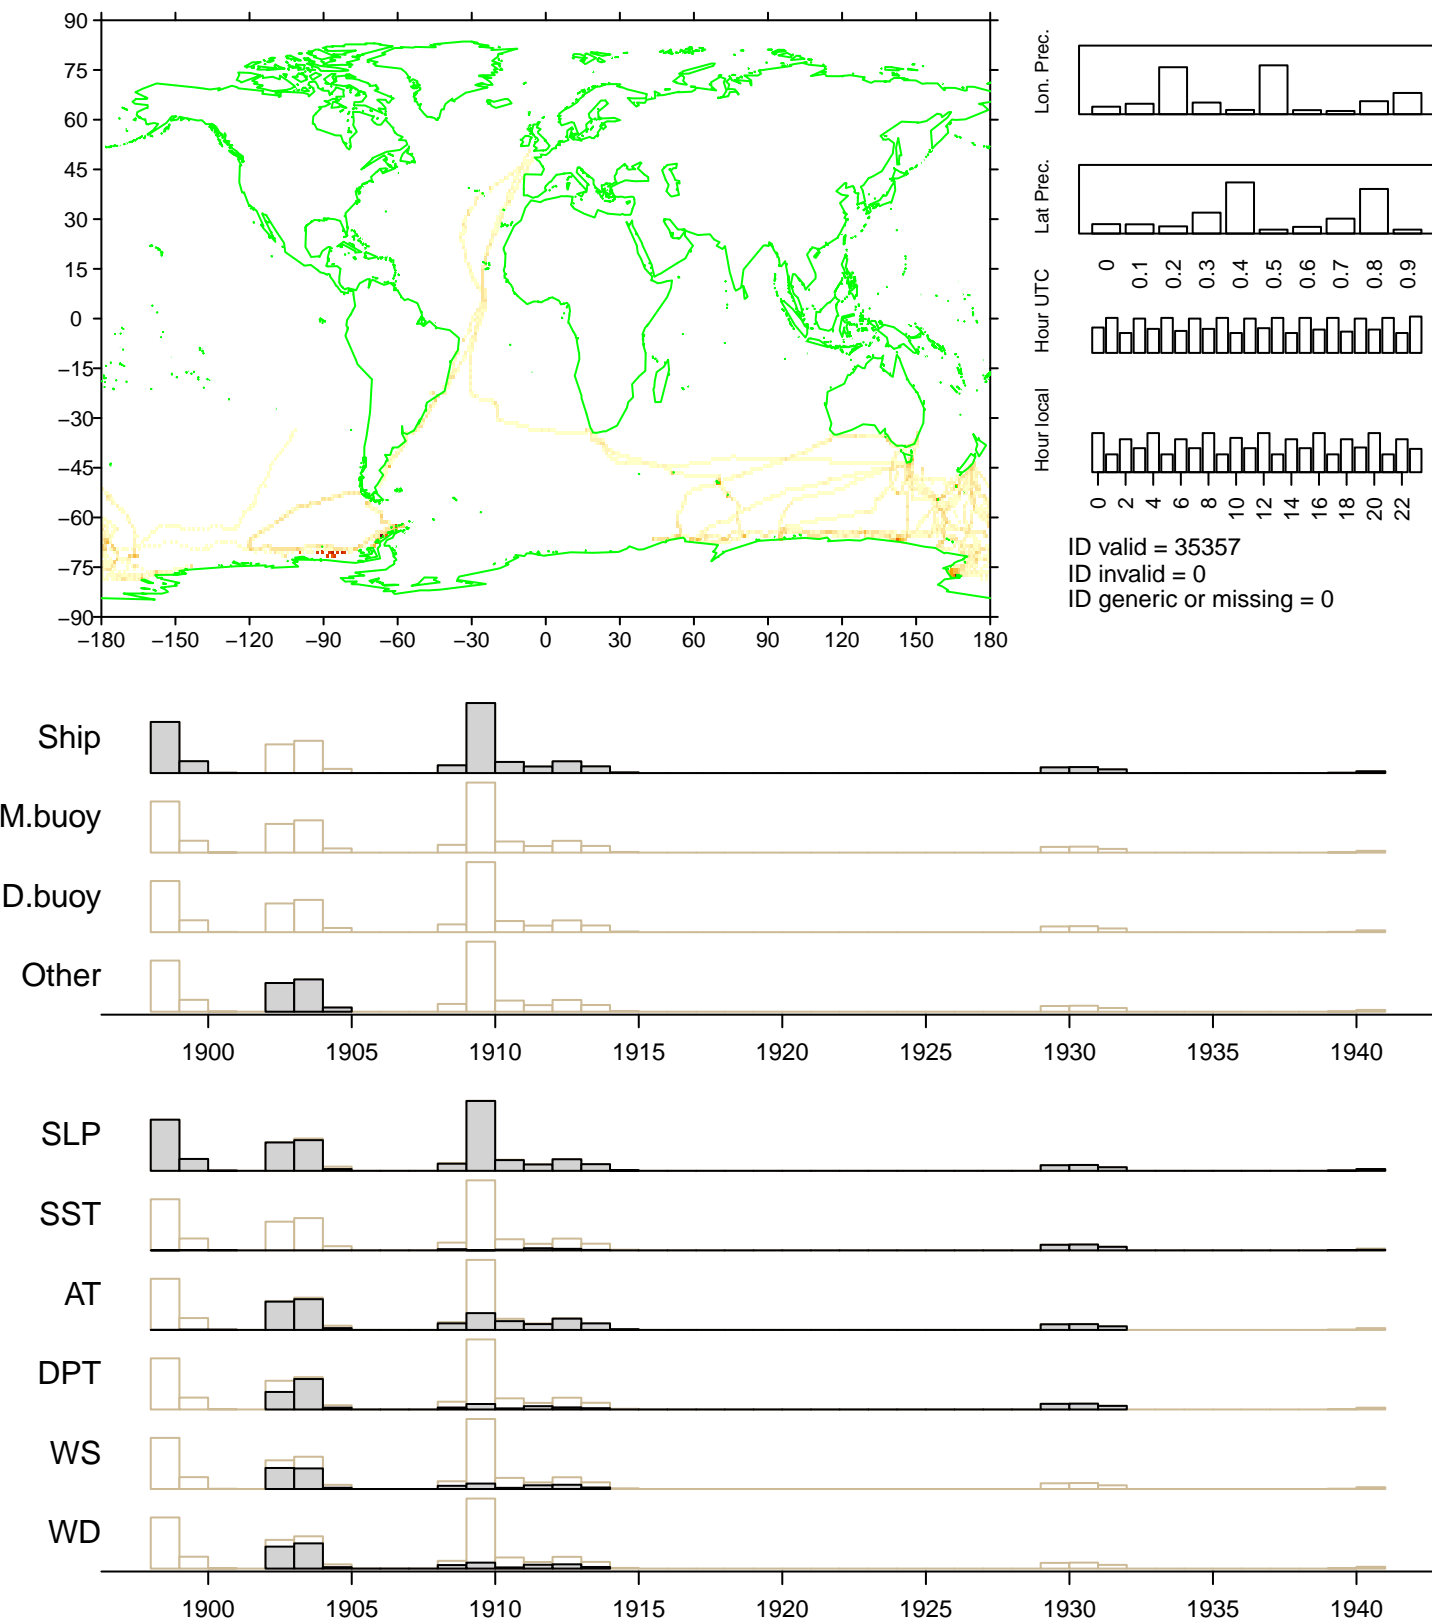 90
75
60
45
30
15
0
−15
−30
−45
−60
−75
−90
−180 −150 −120 −90 −60 −30 0 30 60 90 120 150 180
Lon. Prec.
Lat Prec.
0 0.1 0.2 0.3 0.4 0.5 0.6 0.7 0.8 0.9
Hour UTC
Hour local
0 2 4 6 8 10 12 14 16 18 20 22
ID valid = 35357
ID invalid = 0
ID generic or missing = 0
Ship
M.buoy
D.buoy
Other
1900 1905 1910 1915 1920 1925 1930 1935 1940
SLP
SST
AT
DPT
WS
WD
1900 1905 1910 1915 1920 1925 1930 1935 1940